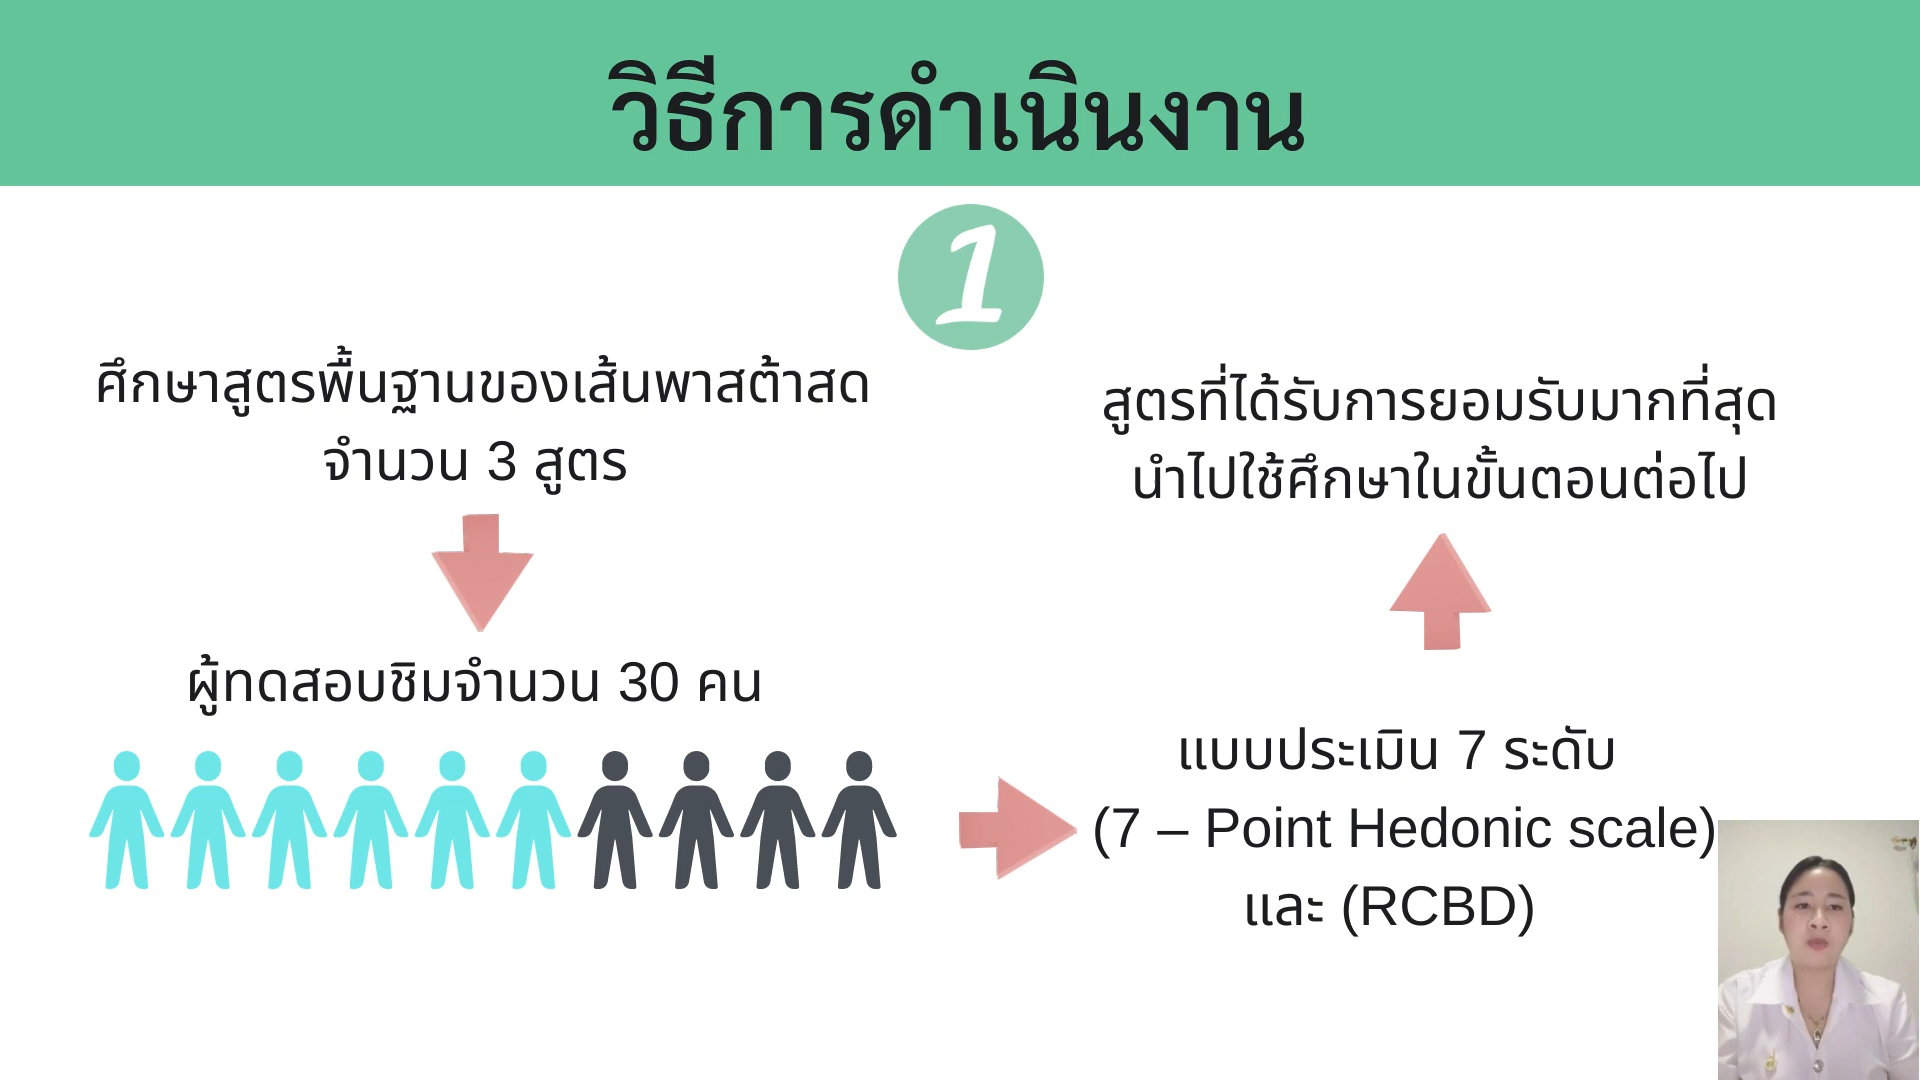 วิธีการดำเนินงาน
1
ศึกษาสูตรพื้นฐานของเส้นพาสต้าสด
จำนวน 3 สูตร
ผู้ทดสอบชิมจำนวน 30 คน
แบบประเมิน 7 ระดับ
(7 – Point Hedonic scale)
และ (RCBD)
สูตรที่ได้รับการยอมรับมากที่สุด
นำไปใช้ศึกษาในขั้นตอนต่อไป